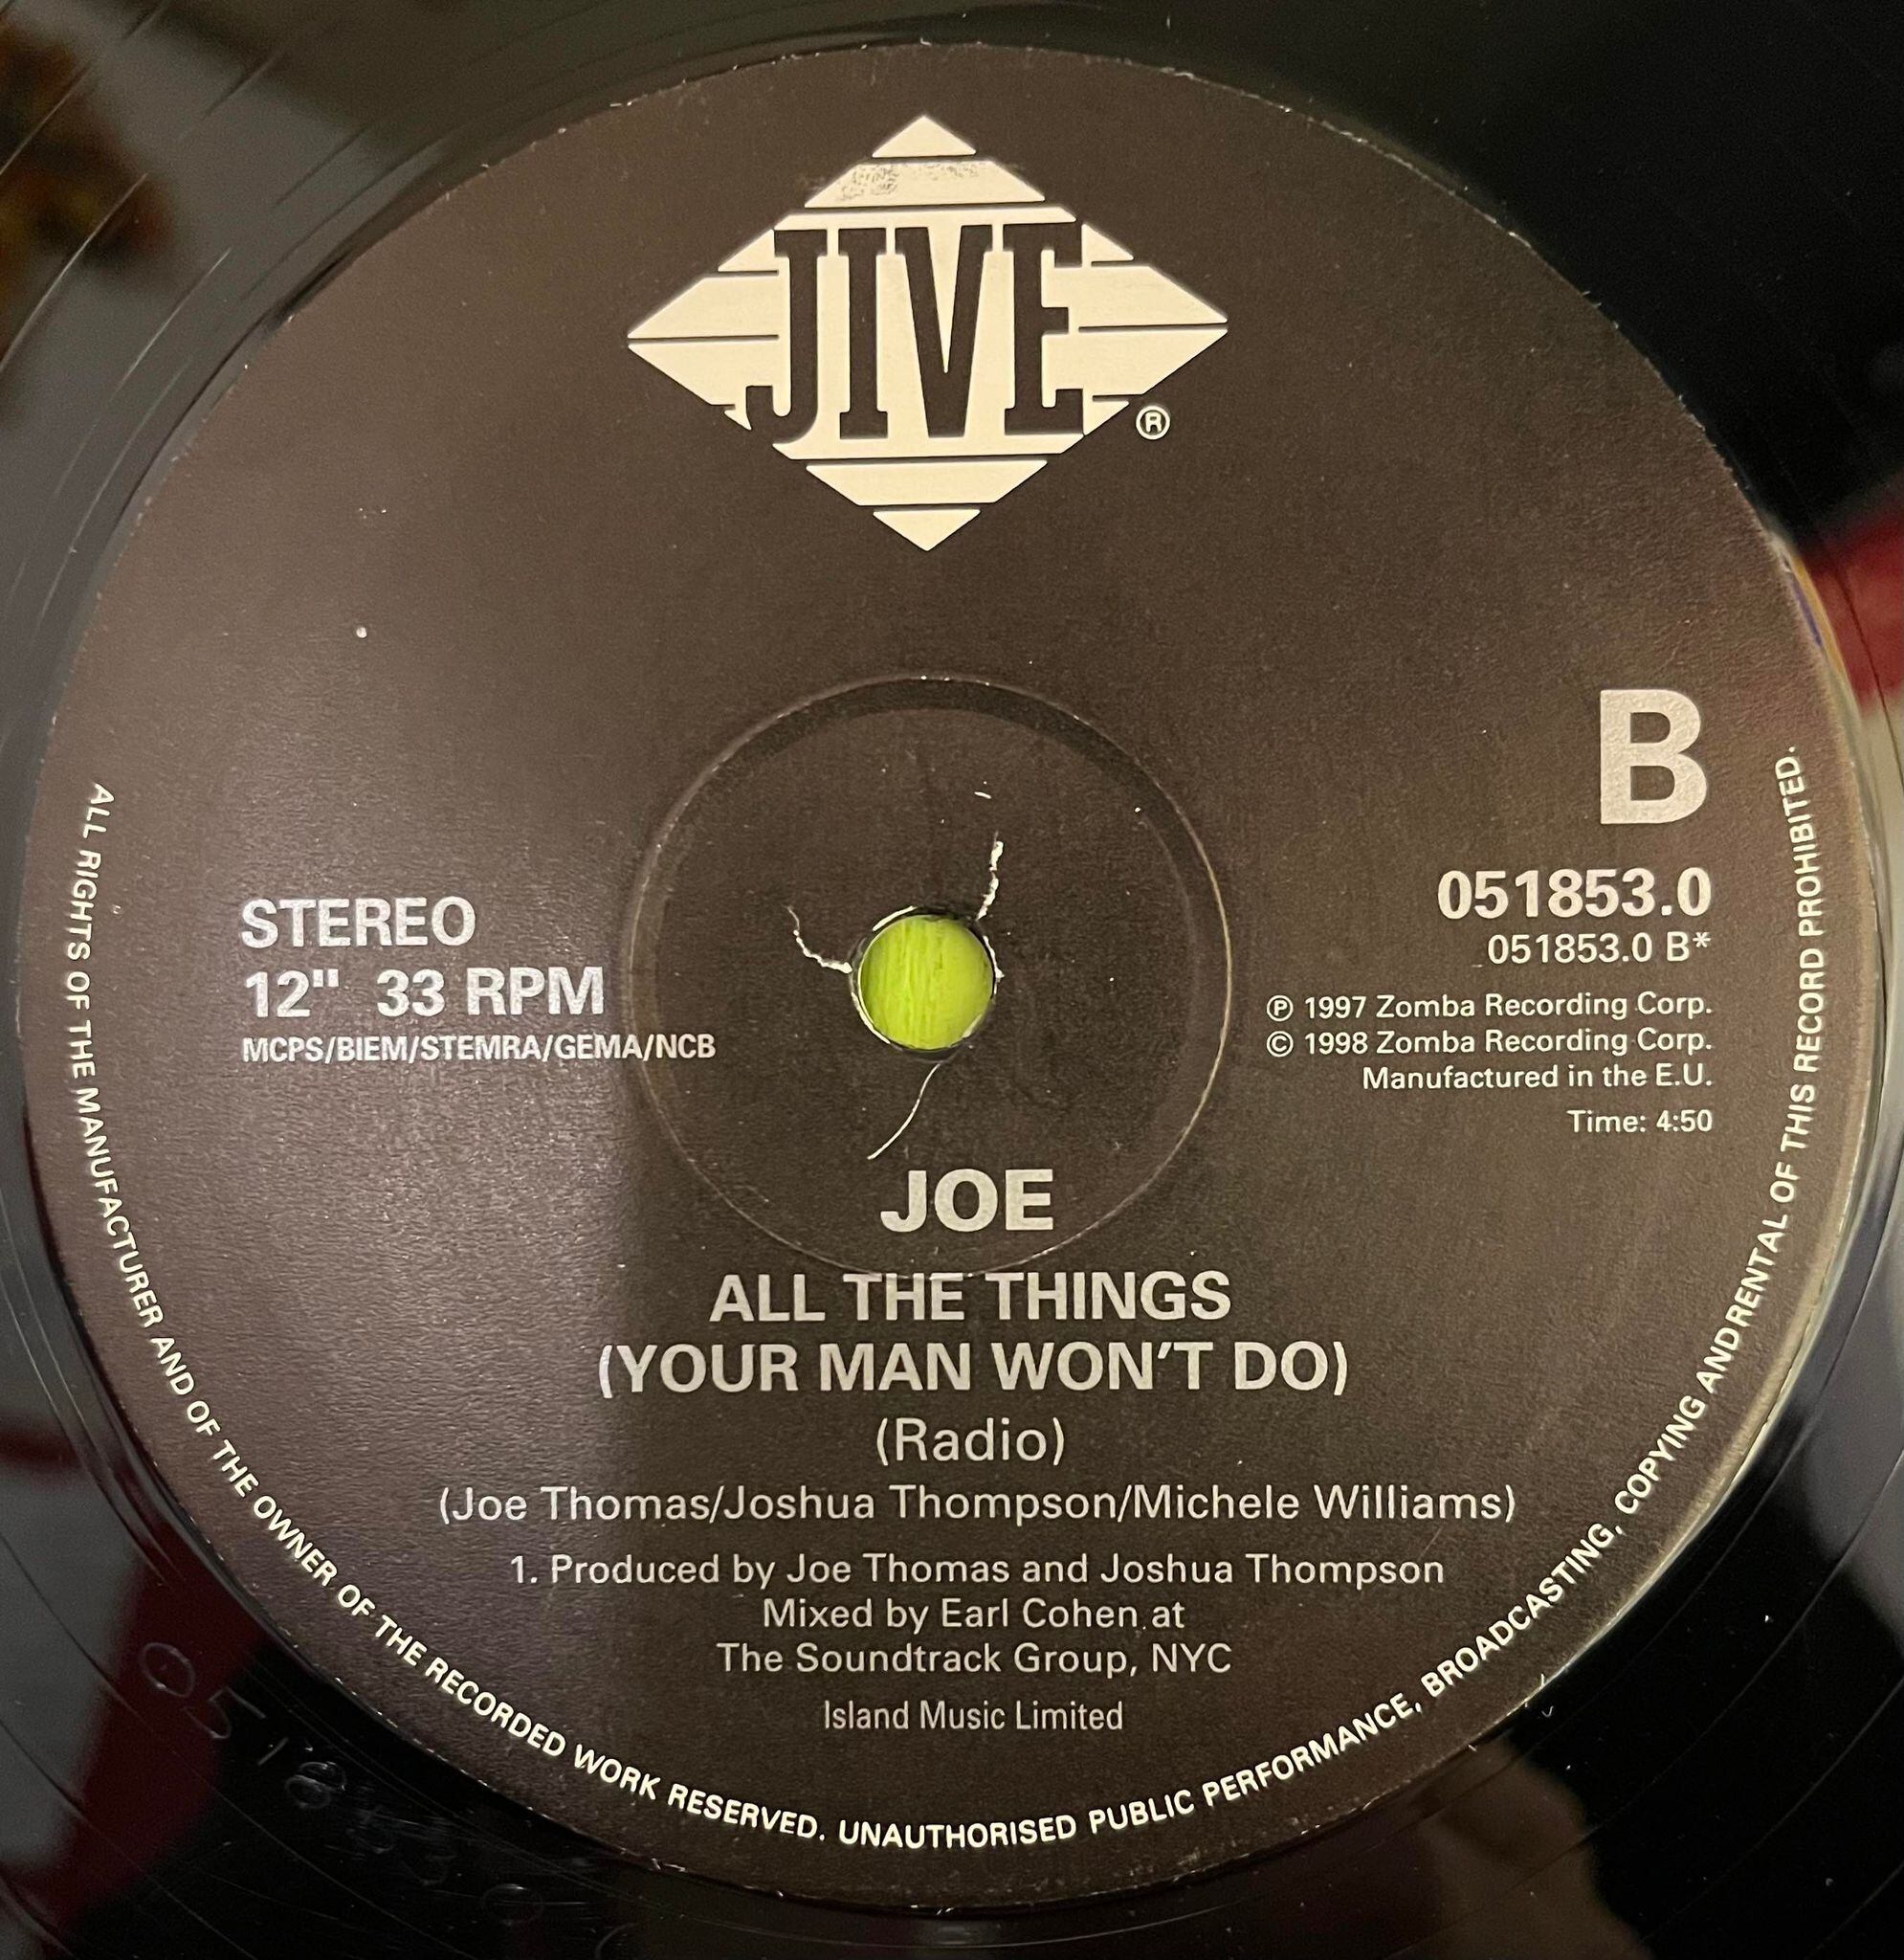 JIVE
®
B
051853.0
051853.0 B*
℗ 1997 Zomba Recording Corp.
© 1998 Zomba Recording Corp.
Manufactured in the E.U.
Time: 4:50
STEREO
12" 33 RPM
MCPS/BIEM/STEMRA/GEMA/NCB
JOE
ALL THE THINGS
(YOUR MAN WON'T DO)
(Radio)
(Joe Thomas/Joshua Thompson/Michele Williams)
1. Produced by Joe Thomas and Joshua Thompson
Mixed by Earl Cohen at
The Soundtrack Group, NYC
Island Music Limited
ALL RIGHTS OF THE MANUFACTURER AND OF THE OWNER OF THE RECORDED WORK RESERVED. UNAUTHORISED PUBLIC PERFORMANCE, BROADCASTING, COPYING ANDRENTAL OF THIS RECORD PROHIBITED.